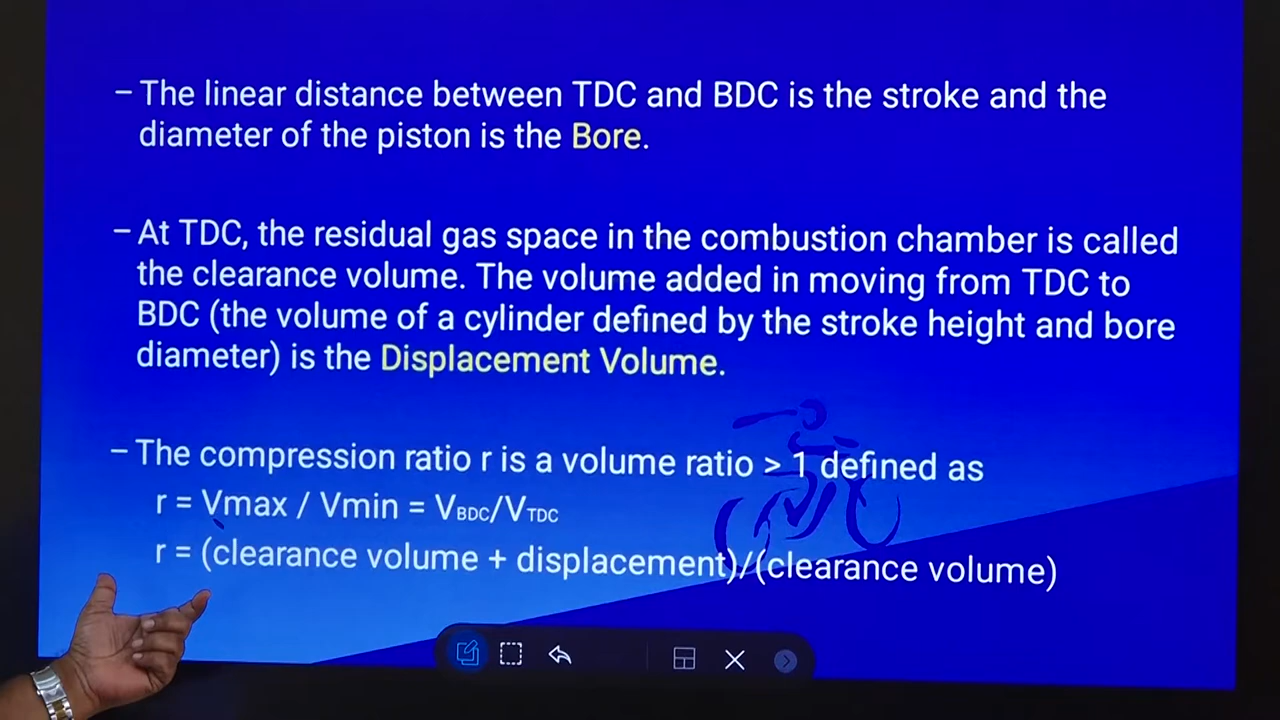 – The linear distance between TDC and BDC is the stroke and the
diameter of the piston is the Bore.
– At TDC, the residual gas space in the combustion chamber is called
the clearance volume. The volume added in moving from TDC to
BDC (the volume of a cylinder defined by the stroke height and bore
diameter) is the Displacement Volume.
– The compression ratio r is a volume ratio > 1 defined as
r = Vmax / Vmin = VBDC/VTDC
r = (clearance volume + displacement)/(clearance volume)